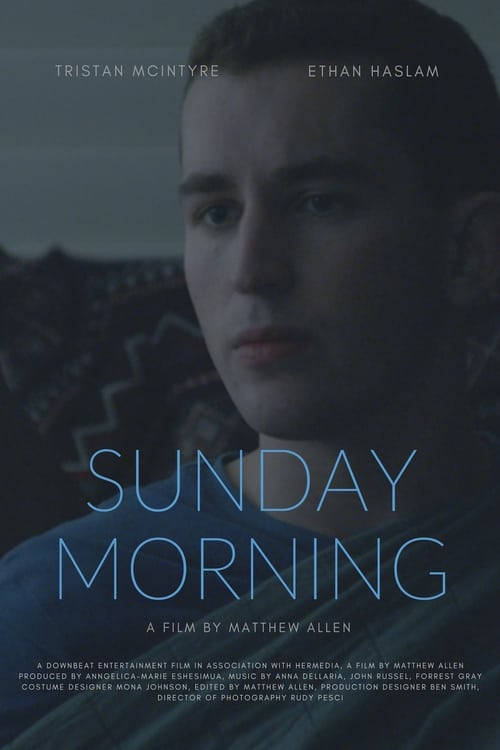 TRISTAN MCINTYRE ETHAN HASLAM
SUNDAY
MORNING
A FILM BY MATTHEW ALLEN
A DOWNBEAT ENTERTAINMENT FILM IN ASSOCIATION WITH HERMEDIA, A FILM BY MATTHEW ALLEN
PRODUCED BY ANNGELICA-MARIE ESHESIMUA, MUSIC BY ANNA DELLARIA, JOHN RUSSEL, FORREST GRAY
COSTUME DESIGNER MONA JOHNSON, EDITED BY MATTHEW ALLEN, PRODUCTION DESIGNER BEN SMITH,
DIRECTOR OF PHOTOGRAPHY RUDY PESCI